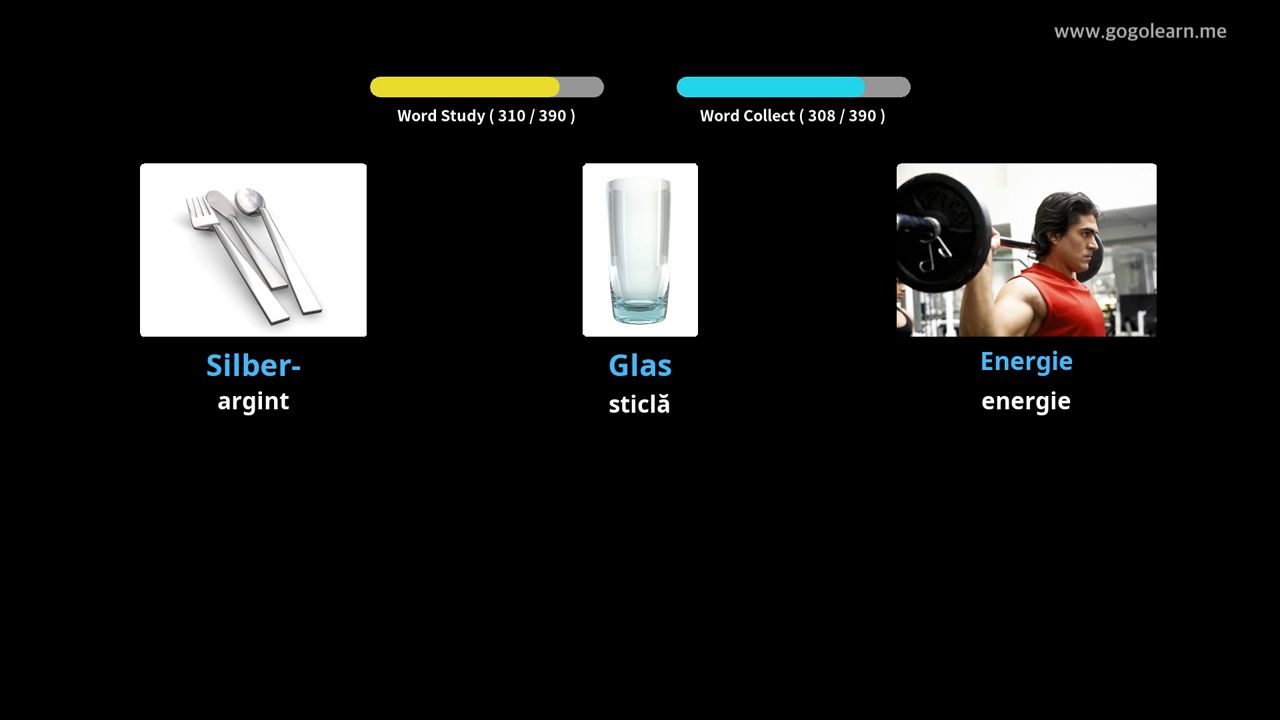 www.gogolearn.me
Word Study ( 310 / 390 )
Word Collect ( 308 / 390 )
Silber-
argint
Glas
sticlă
Energie
energie